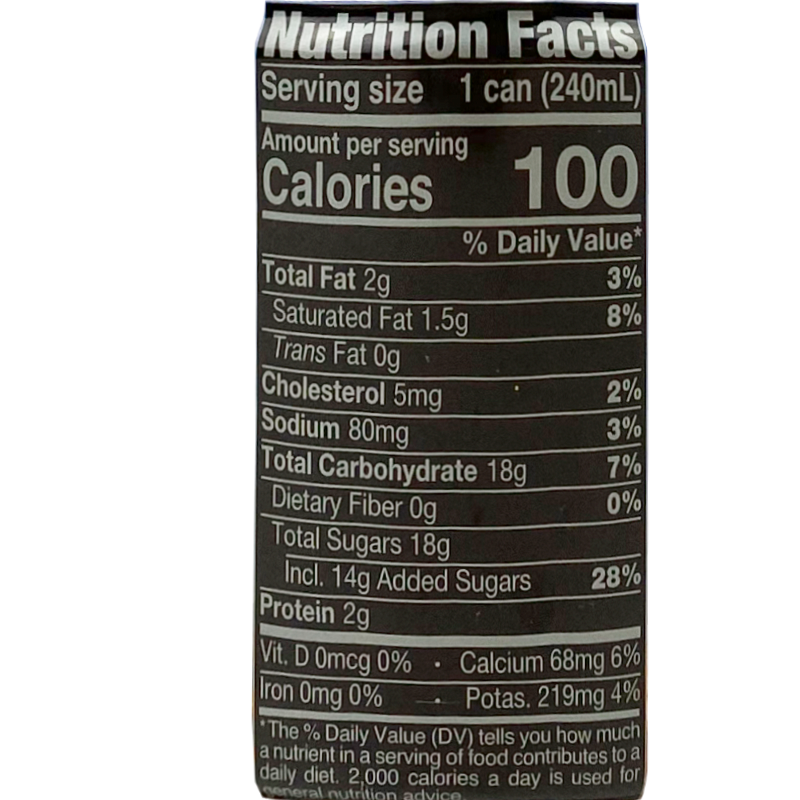 Nutrition Facts
Serving size 1 can (240mL)
Amount per serving
Calories 100
% Daily Value*
Total Fat 2g 3%
Saturated Fat 1.5g 8%
Trans Fat 0g
Cholesterol 5mg 2%
Sodium 80mg 3%
Total Carbohydrate 18g 7%
Dietary Fiber 0g 0%
Total Sugars 18g
Incl. 14g Added Sugars 28%
Protein 2g
Vit. D 0mcg 0% • Calcium 68mg 6%
Iron 0mg 0% • Potas. 219mg 4%
*The % Daily Value (DV) tells you how much
a nutrient in a serving of food contributes to a
daily diet. 2,000 calories a day is used for
general nutrition advice.